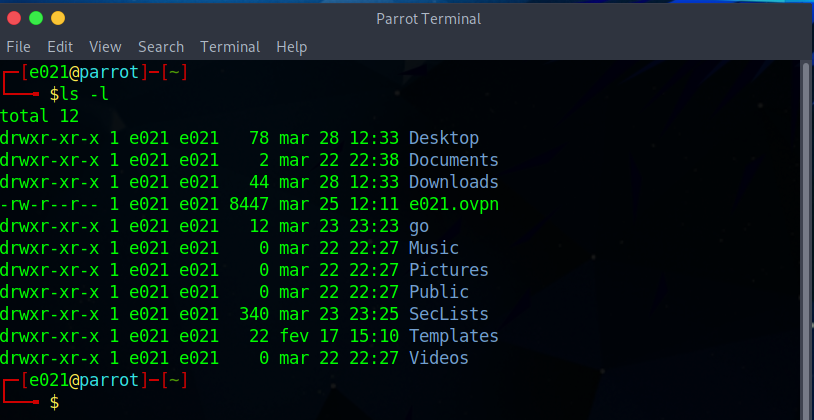 Parrot Terminal
File Edit View Search Terminal Help
┌─[e021@parrot]─[~]
└──╼ $ls -l
total 12
drwxr-xr-x 1 e021 e021   78 mar 28 12:33 Desktop
drwxr-xr-x 1 e021 e021    2 mar 22 22:38 Documents
drwxr-xr-x 1 e021 e021   44 mar 28 12:33 Downloads
-rw-r--r-- 1 e021 e021 8447 mar 25 12:11 e021.ovpn
drwxr-xr-x 1 e021 e021   12 mar 23 23:23 go
drwxr-xr-x 1 e021 e021    0 mar 22 22:27 Music
drwxr-xr-x 1 e021 e021    0 mar 22 22:27 Pictures
drwxr-xr-x 1 e021 e021    0 mar 22 22:27 Public
drwxr-xr-x 1 e021 e021  340 mar 23 23:25 SecLists
drwxr-xr-x 1 e021 e021   22 fev 17 15:10 Templates
drwxr-xr-x 1 e021 e021    0 mar 22 22:27 Videos
┌─[e021@parrot]─[~]
└──╼ $